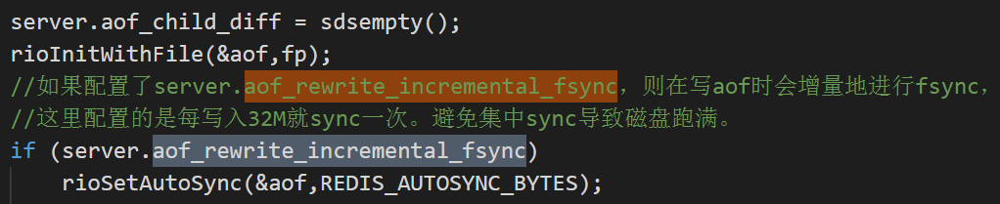 server.aof_child_diff = sdsempty();
rioInitWithFile(&aof,fp);
//如果配置了server.aof_rewrite_incremental_fsync，则在写aof时会增量地进行fsync，
//这里配置的是每写入32M就sync一次。避免集中sync导致磁盘跑满。
if (server.aof_rewrite_incremental_fsync)
    rioSetAutoSync(&aof,REDIS_AUTOSYNC_BYTES);